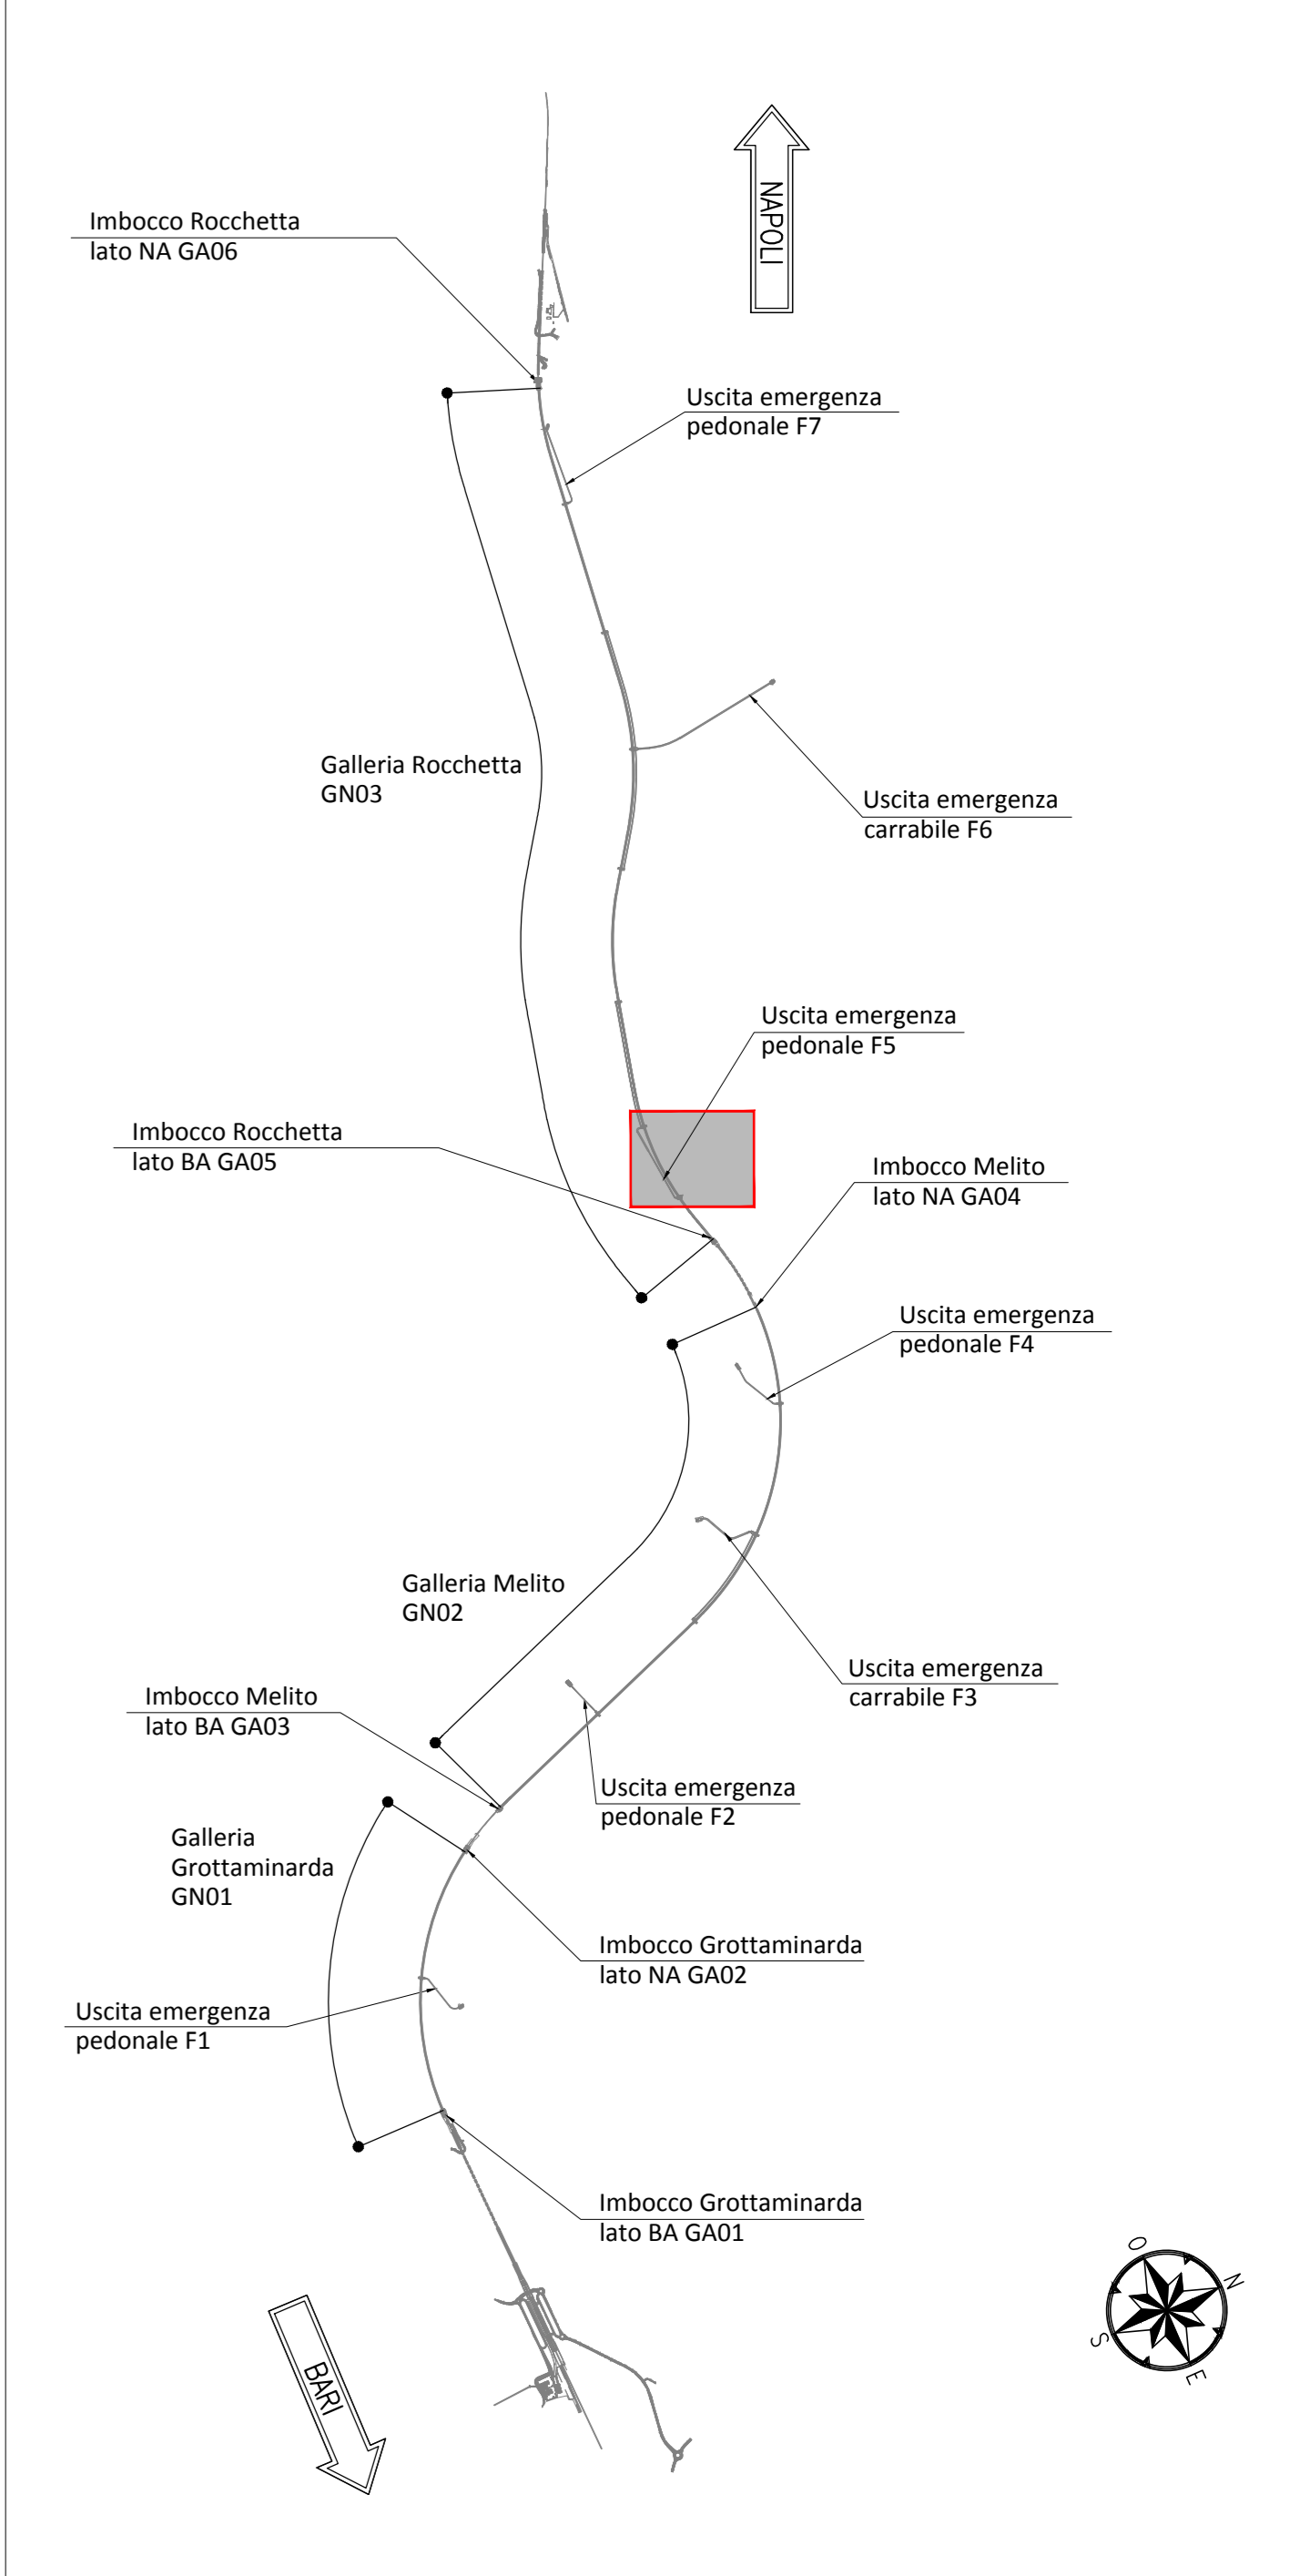 NAPOLI
Imbocco Rocchetta
lato NA GA06
Uscita emergenza
pedonale F7
Galleria Rocchetta
GN03
Uscita emergenza
carrabile F6
Uscita emergenza
pedonale F5
Imbocco Rocchetta
lato BA GA05
Imbocco Melito
lato NA GA04
Uscita emergenza
pedonale F4
Galleria Melito
GN02
Uscita emergenza
carrabile F3
Imbocco Melito
lato BA GA03
Uscita emergenza
pedonale F2
Galleria
Grottaminarda
GN01
Imbocco Grottaminarda
lato NA GA02
Uscita emergenza
pedonale F1
Imbocco Grottaminarda
lato BA GA01
O
N
S
E
BARI